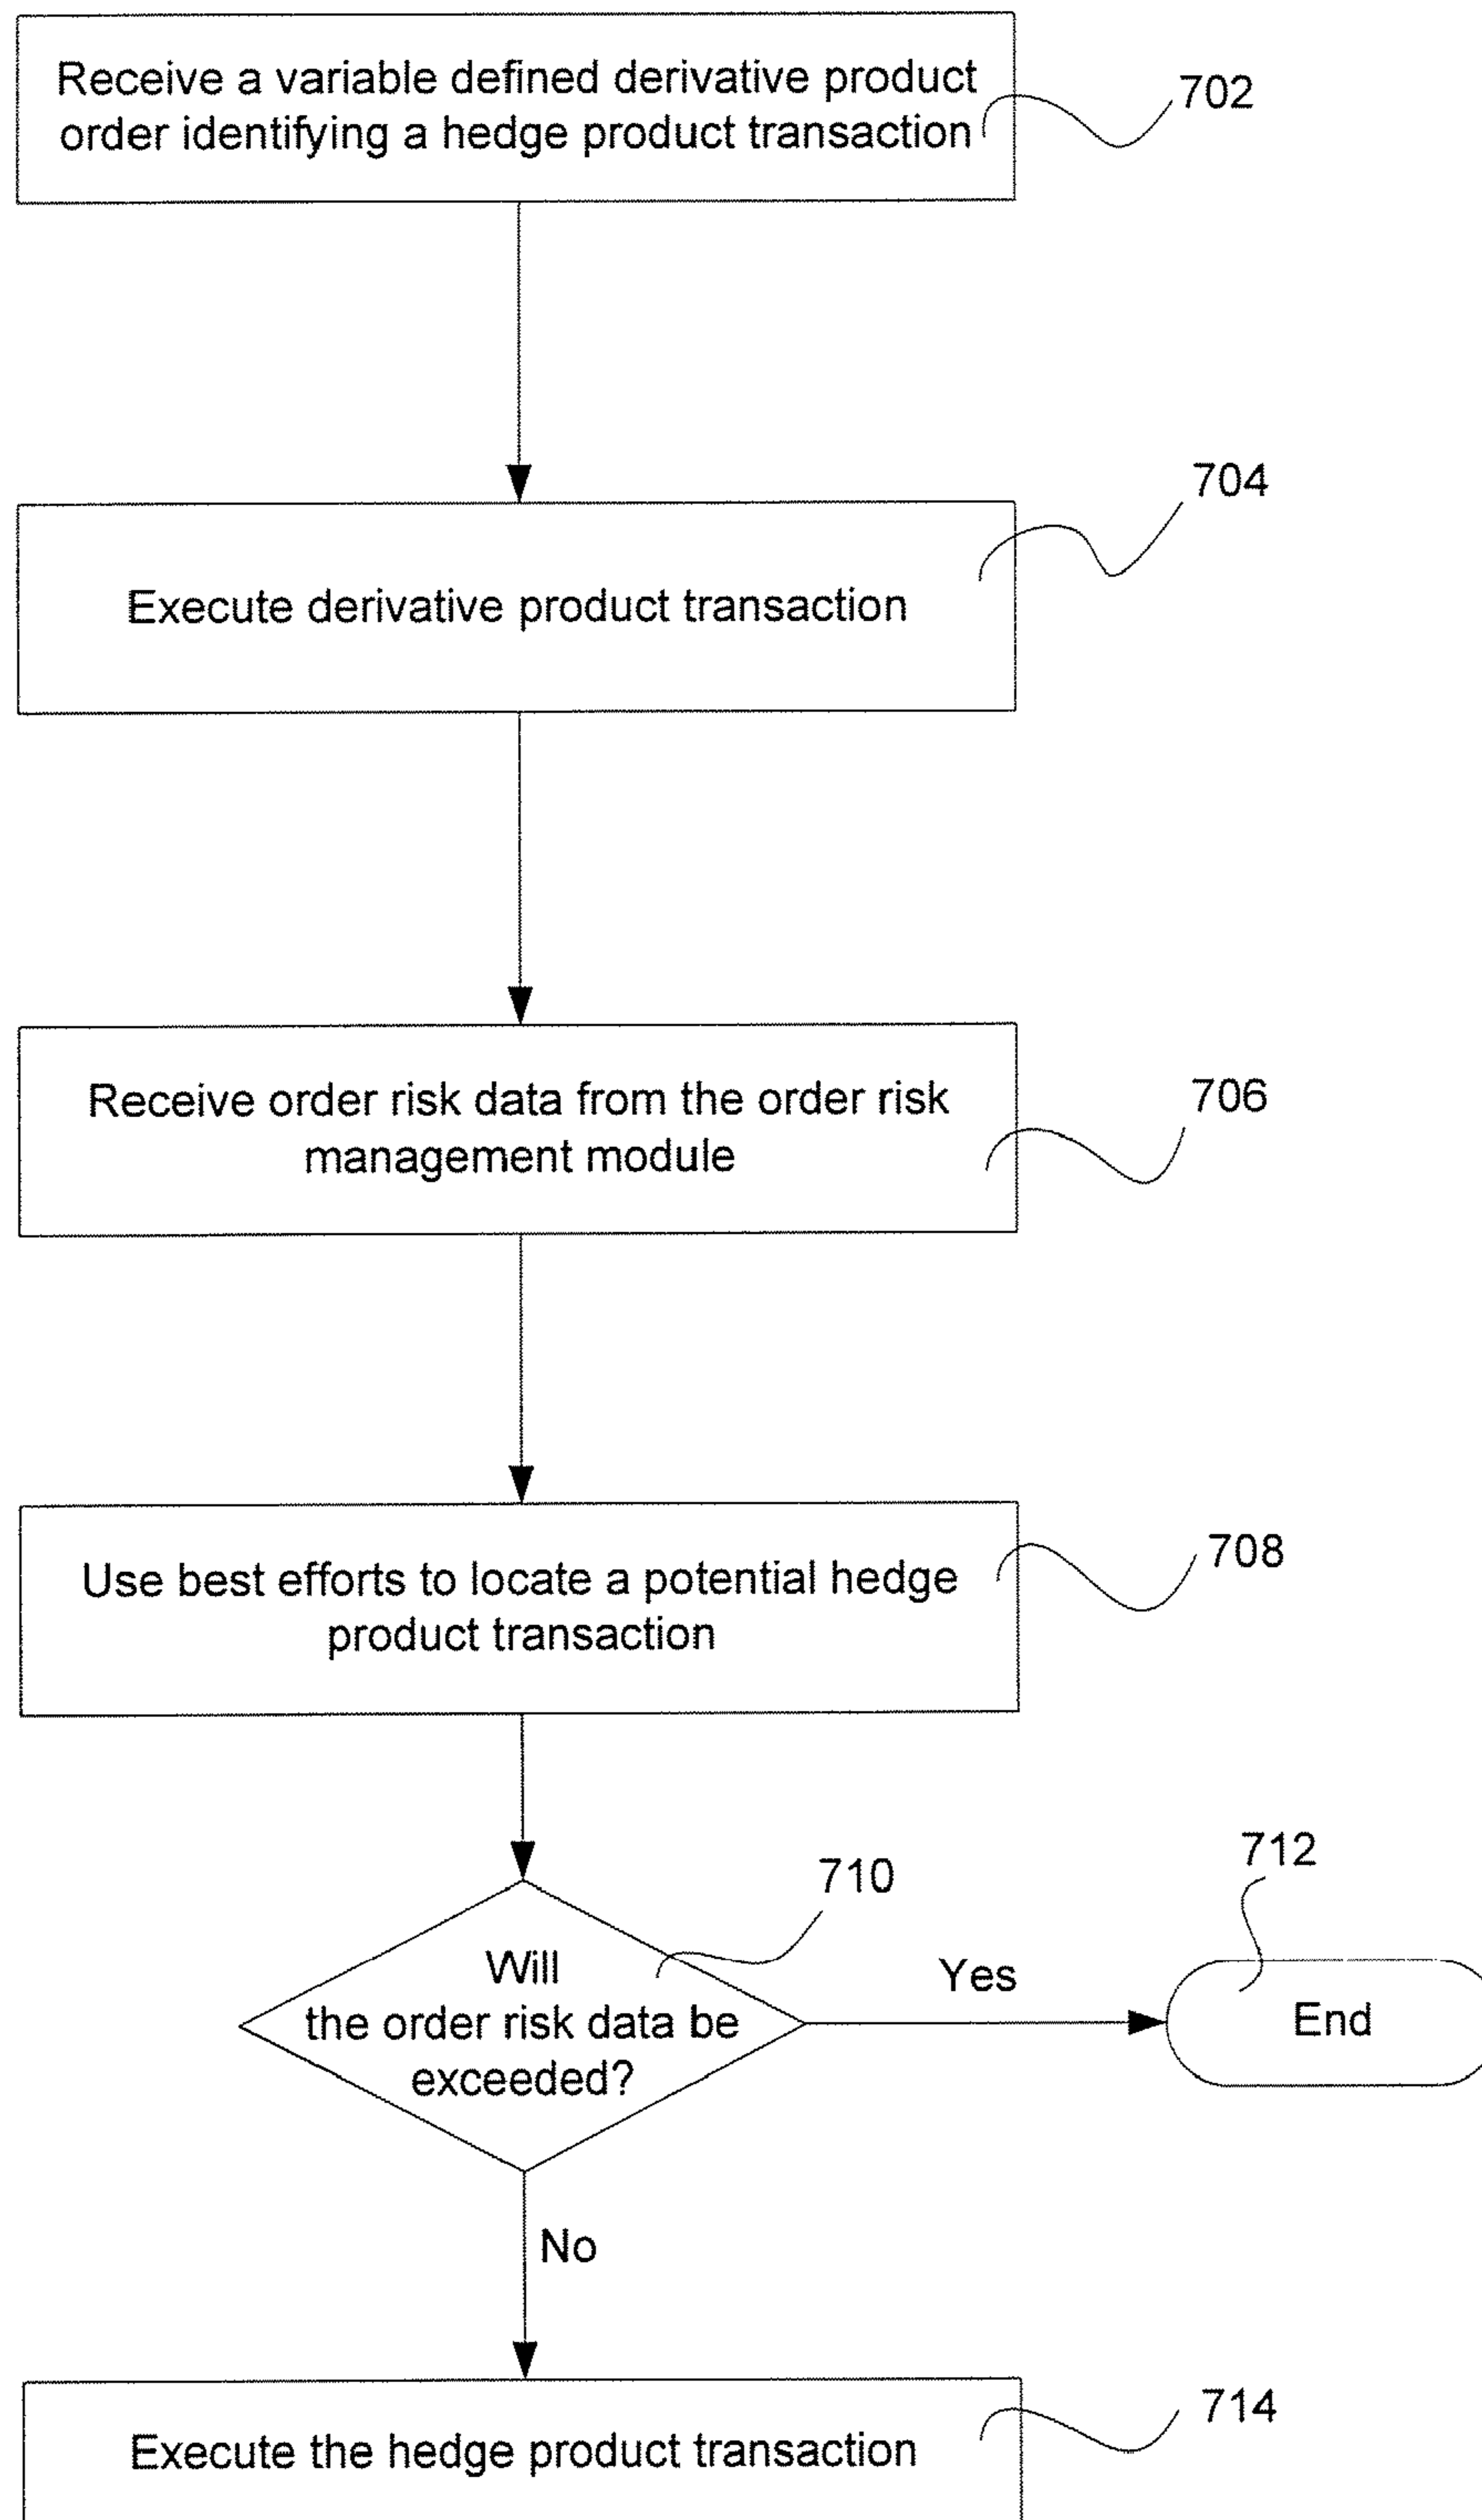 Receive a variable defined derivative product
order identifying a hedge product transaction
702
704
Execute derivative product transaction
Receive order risk data from the order risk
management module
706
Use best efforts to locate a potential hedge
product transaction
708
710
712
Will
the order risk data be
exceeded?
Yes
End
No
Execute the hedge product transaction
714